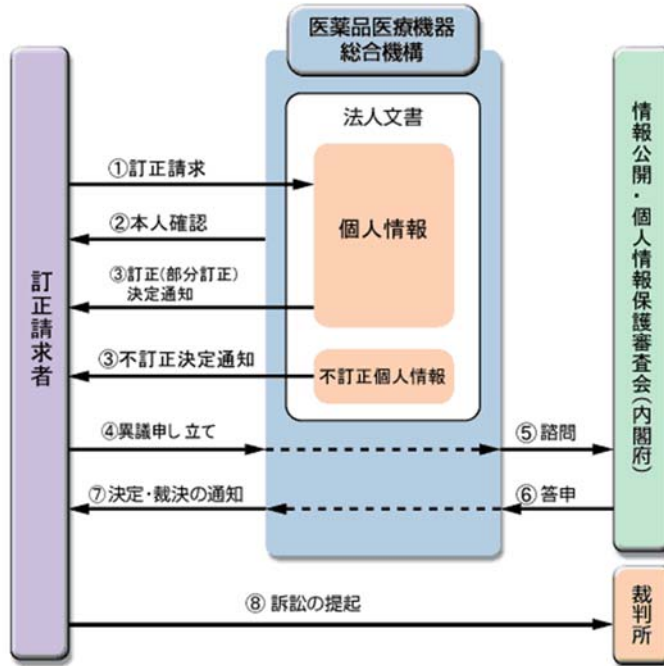 医薬品医療機器
総合機構
法人文書
①訂正請求
個人情報
②本人確認
③訂正(部分訂正)
決定通知
③不訂正決定通知
不訂正個人情報
④異議申し立て
⑤諮問
⑦決定・裁決の通知
⑥答申
⑧訴訟の提起
訂正請求者
情報公開・個人情報保護審査会(内閣府)
裁判所